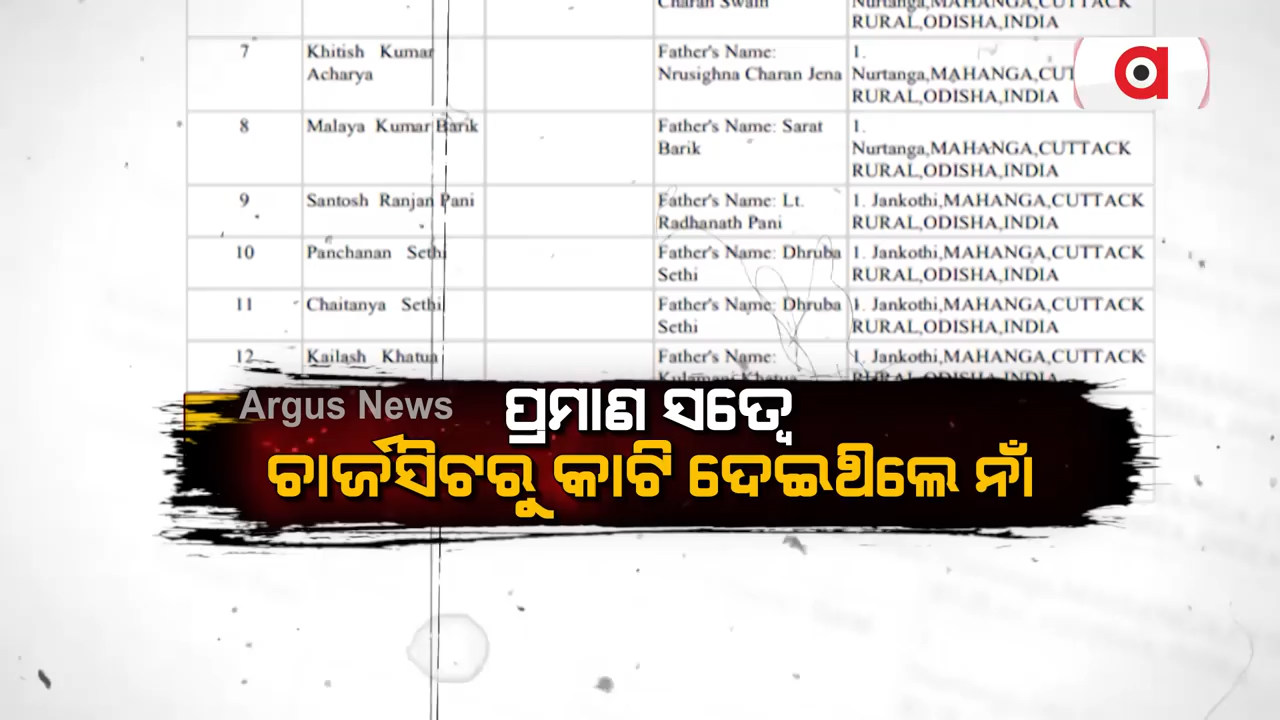 Charan Swain
Nurtanga,MAHANGA,CUTTACK
RURAL,ODISHA,INDIA
7
Khitish Kumar
Acharya
Father's Name:
Nrusighna Charan Jena
1.
Nurtanga,MAHANGA,CUT
RURAL,ODISHA,INDIA
8
Malaya Kumar Barik
Father's Name: Sarat
Barik
1.
Nurtanga,MAHANGA,CUTTACK
RURAL,ODISHA,INDIA
9
Santosh Ranjan Pani
Father's Name: Lt.
Radhanath Pani
1. Jankothi,MAHANGA,CUTTACK
RURAL,ODISHA,INDIA
10
Panchanan Sethi
Father's Name: Dhruba
Sethi
1. Jankothi,MAHANGA,CUTTACK
RURAL,ODISHA,INDIA
11
Chaitanya Sethi
Father's Name: Dhruba
Sethi
1. Jankothi,MAHANGA,CUTTACK
RURAL,ODISHA,INDIA
12
Kailash Khatua
Father's Name:
Kulamani Khatua
1. Jankothi,MAHANGA,CUTTACK
RURAL,ODISHA,INDIA
a
Argus News
ପ୍ରମାଣ ସତ୍ତ୍ୱେ
ଚାର୍ଜସିଟରୁ କାଟି ଦେଇଥିଲେ ନାଁ